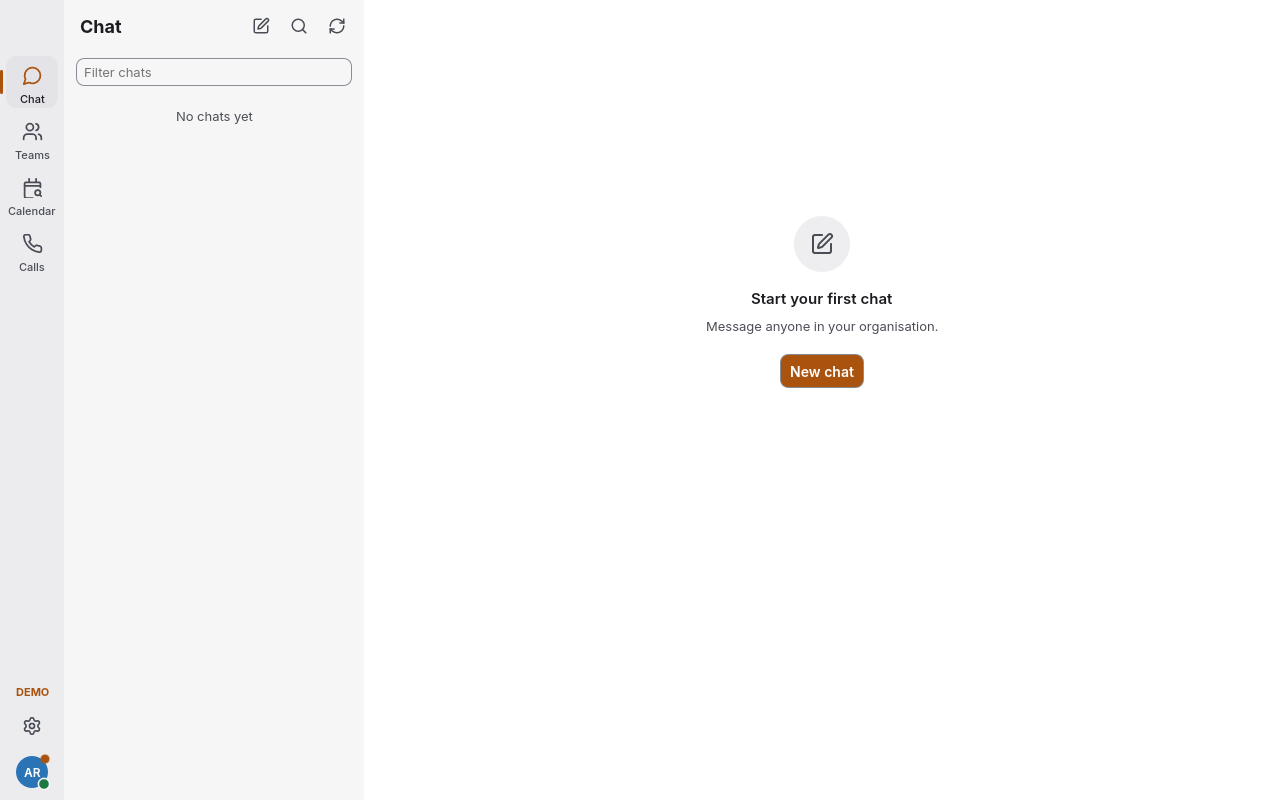 Chat
Filter chats
No chats yet
Chat
Teams
Calendar
Calls
Start your first chat
Message anyone in your organisation.
New chat
DEMO
AR